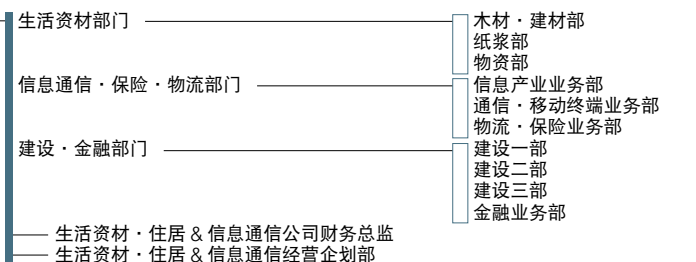 生活资材部门
木材・建材部
纸浆部
物资部
信息通信・保险・物流部门
信息产业业务部
通信・移动终端业务部
物流・保险业务部
建设・金融部门
建设一部
建设二部
建设三部
金融业务部
生活资材・住居 & 信息通信公司财务总监
生活资材・住居 & 信息通信经营企划部